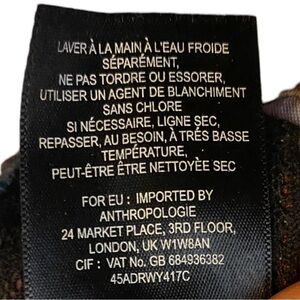 LAVER À LA MAIN À L'EAU FROIDE
SÉPARÉMENT,
NE PAS TORDRE OU ESSORER,
UTILISER UN AGENT DE BLANCHIMENT
SANS CHLORE
SI NÉCESSAIRE, LIGNE SEC,
REPASSER, AU BESOIN, À TRÈS BASSE
TEMPÉRATURE,
PEUT-ÊTRE ÊTRE NETTOYÉE SEC
FOR EU : IMPORTED BY
ANTHROPOLOGIE
24 MARKET PLACE, 3RD FLOOR,
LONDON, UK W1W8AN
CIF : VAT No. GB 684936382
45ADRWY417C